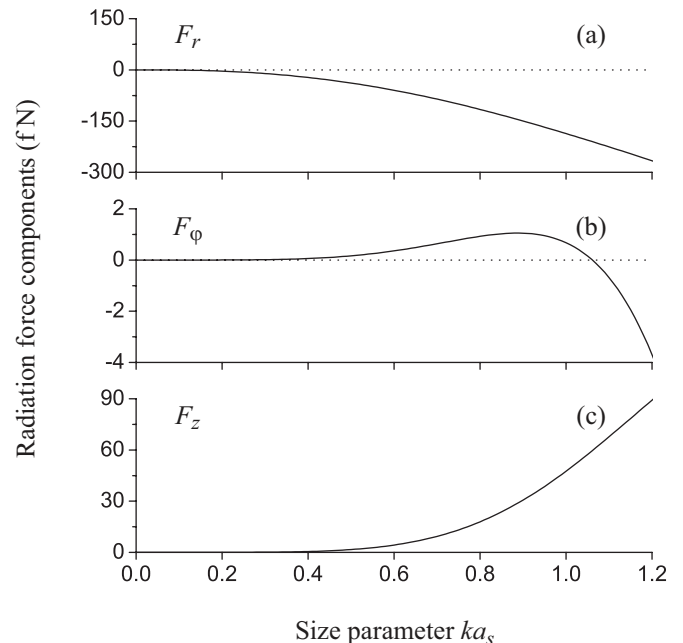 150
F_r
(a)
0
-150
-300
2
F_φ
(b)
0
-2
-4
90
F_z
(c)
60
30
0
0.0 0.2 0.4 0.6 0.8 1.0 1.2
Radiation force components (f N)
Size parameter ka_s